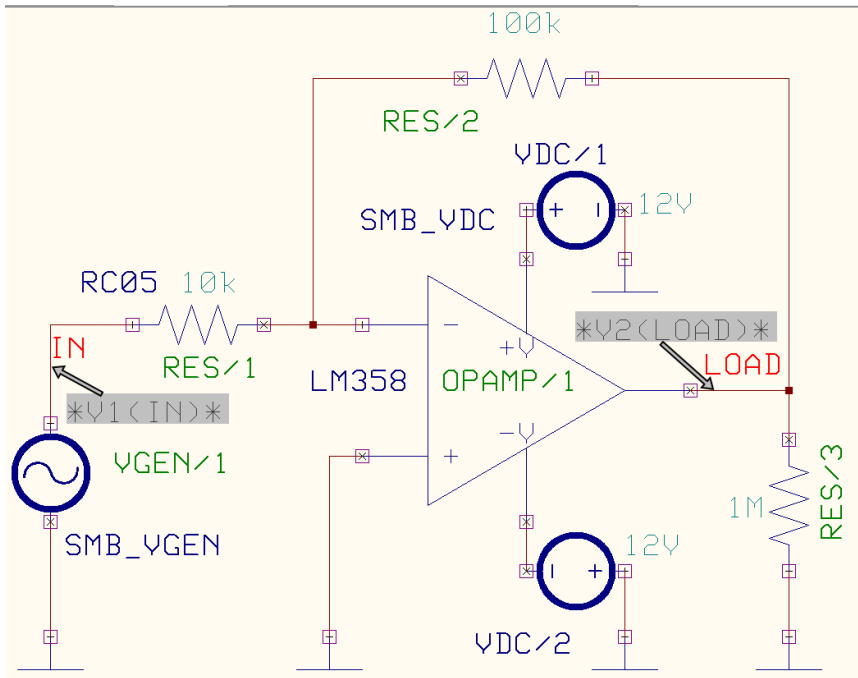 100k
RES/2
VDC/1
SMB_VDC
12V
RC05
10k
*V2(LOAD)*
IN
RES/1
+V
LOAD
LM358
OPAMP/1
*V1(IN)*
-V
VGEN/1
1M
RES/3
12V
SMB_VGEN
VDC/2